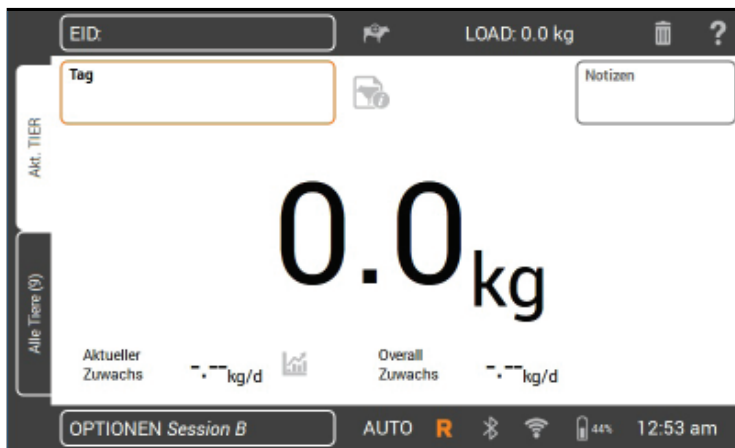 EID:
LOAD: 0.0 kg
?
Tag
Notizen
Akt. TIER
0.0kg
Alle Tiere (9)
Aktueller
Zuwachs
-.--kg/d
Overall
Zuwachs
-.--kg/d
OPTIONEN Session B
AUTO R 44% 12:53 am